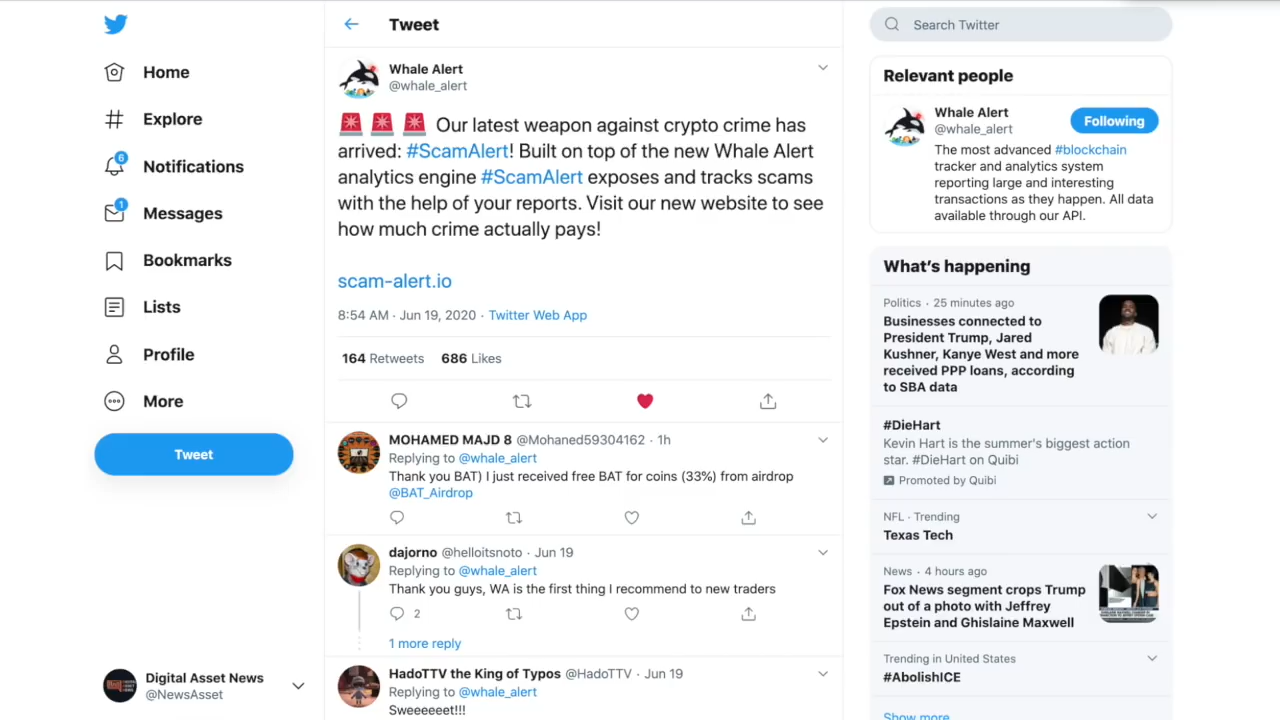 Home
Explore
6
Notifications
1
Messages
Bookmarks
Lists
Profile
More
Tweet
Digital Asset News
@NewsAsset
Tweet
Whale Alert
@whale_alert
🚨 🚨 🚨 Our latest weapon against crypto crime has
arrived: #ScamAlert! Built on top of the new Whale Alert
analytics engine #ScamAlert exposes and tracks scams
with the help of your reports. Visit our new website to see
how much crime actually pays!
scam-alert.io
8:54 AM · Jun 19, 2020 · Twitter Web App
164 Retweets 686 Likes
MOHAMED MAJD 8 @Mohaned59304162 · 1h
Replying to @whale_alert
Thank you BAT) I just received free BAT for coins (33%) from airdrop
@BAT_Airdrop
dajorno @helloitsnoto · Jun 19
Replying to @whale_alert
Thank you guys, WA is the first thing I recommend to new traders
2
1 more reply
HadoTTV the King of Typos @HadoTTV · Jun 19
Replying to @whale_alert
Sweeeeeet!!!
Search Twitter
Relevant people
Whale Alert
@whale_alert
Following
The most advanced #blockchain
tracker and analytics system
reporting large and interesting
transactions as they happen. All data
available through our API.
What's happening
Politics · 25 minutes ago
Businesses connected to
President Trump, Jared
Kushner, Kanye West and more
received PPP loans, according
to SBA data
#DieHart
Kevin Hart is the summer's biggest action
star. #DieHart on Quibi
Promoted by Quibi
NFL · Trending
Texas Tech
News · 4 hours ago
Fox News segment crops Trump
out of a photo with Jeffrey
Epstein and Ghislaine Maxwell
Trending in United States
#AbolishICE
Show more